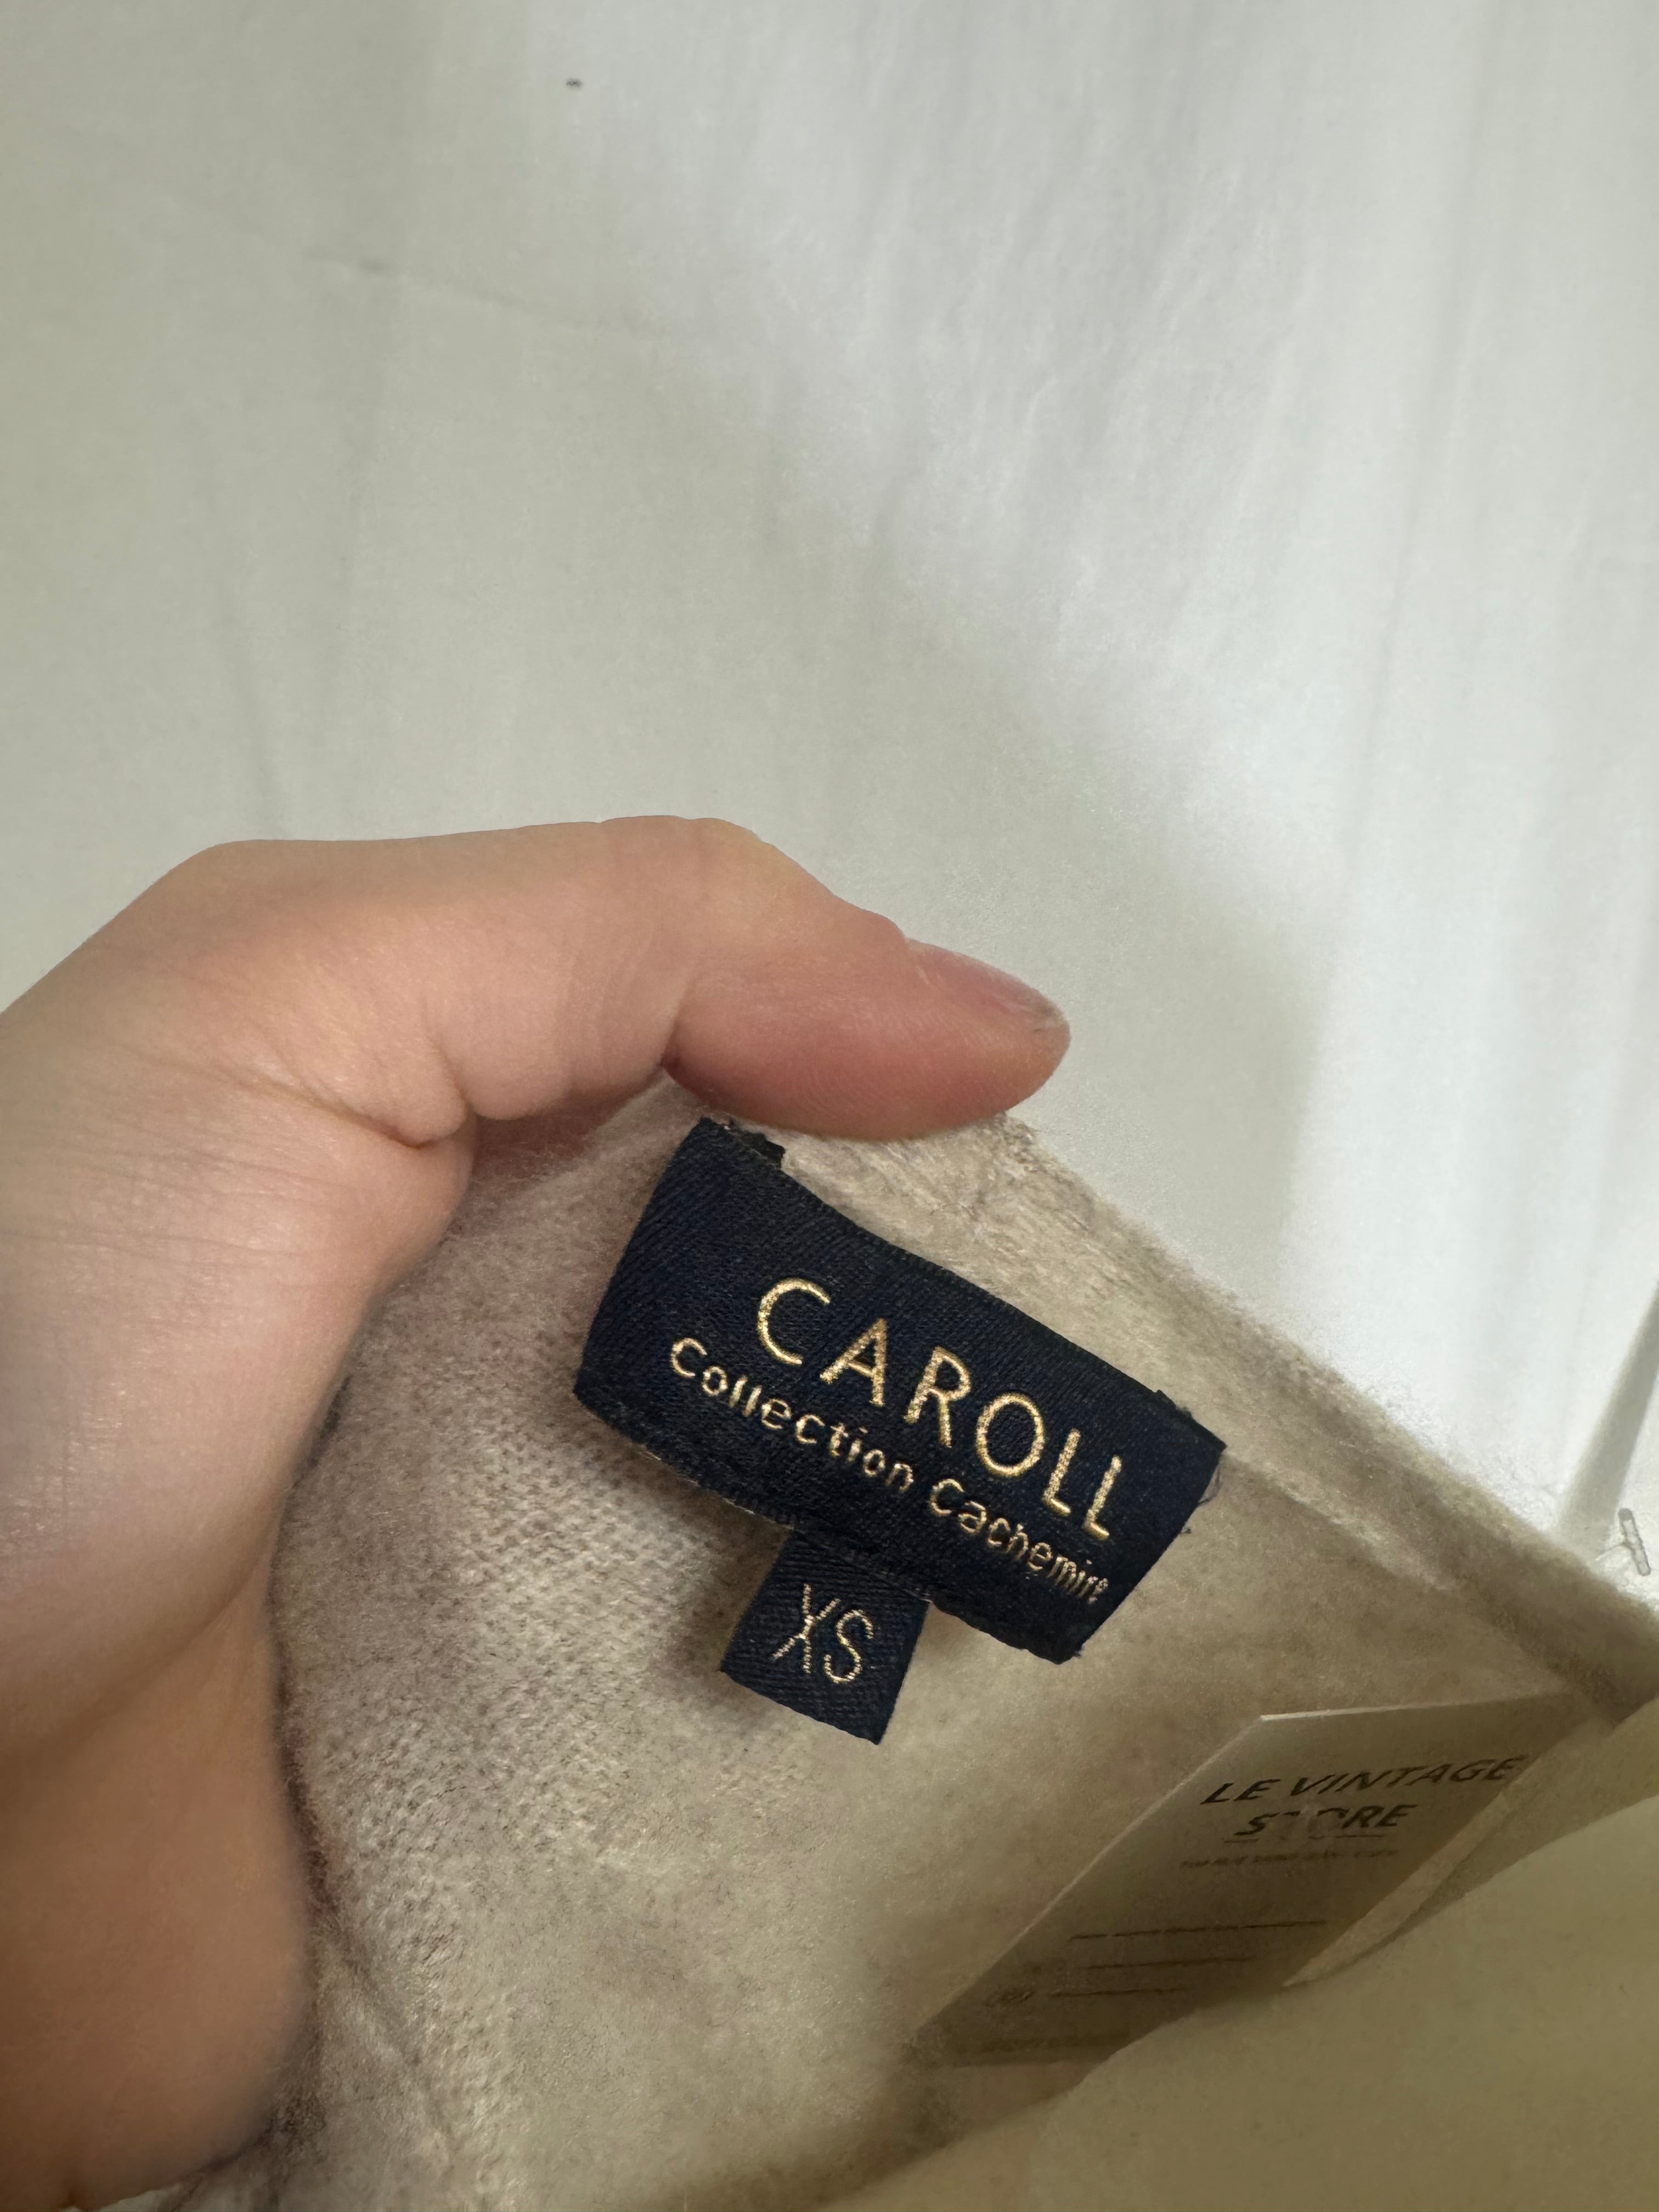 CAROLL
Collection Cachemire
XS
LE VINTAGE
STORE